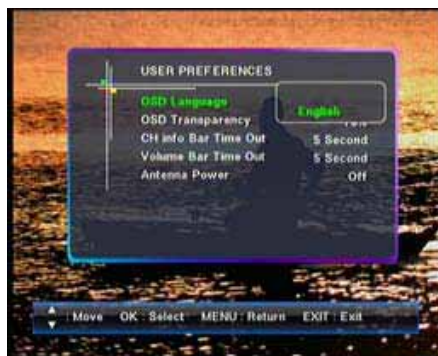 USER PREFERENCES
OSD Language English
OSD Transparency
CH info Bar Time Out 5 Second
Volume Bar Time Out 5 Second
Antenna Power Off
: Move OK : Select MENU : Return EXIT : Exit